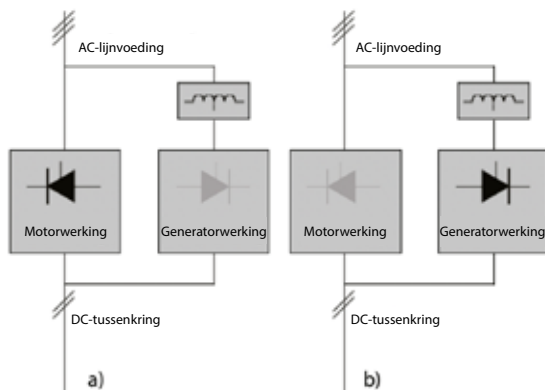 AC-lijnvoeding
Motorwerking
Generatorwerking
DC-tussenkring
a)
AC-lijnvoeding
Motorwerking
Generatorwerking
DC-tussenkring
b)